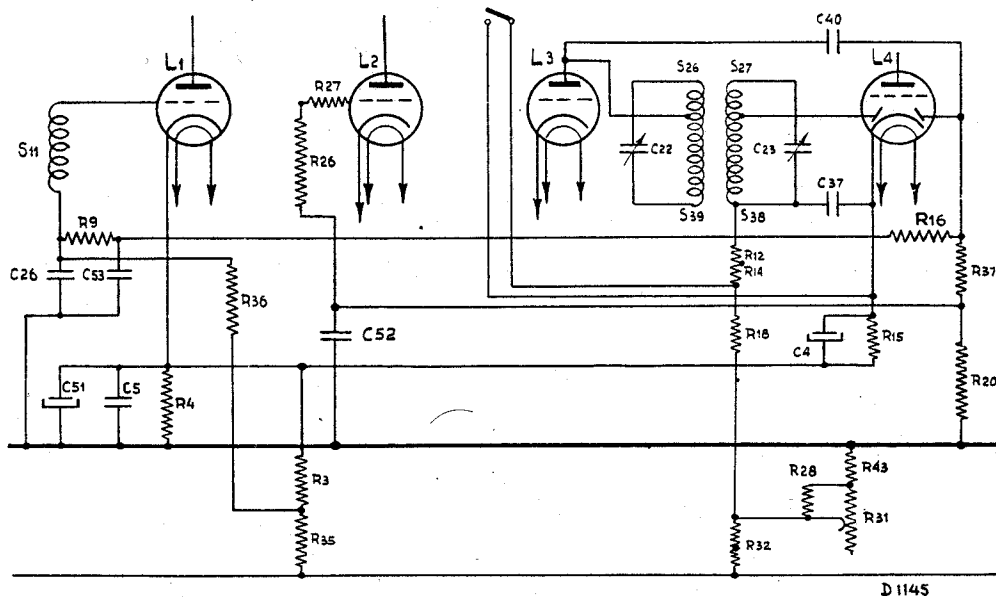 C40
L1
L2
L3
S26
S27
L4
R27
S11
R26
C22
C23
C37
S39
S38
R16
R9
C26
C53
R36
R12
R14
R37
C52
R18
C4
R15
C51
C5
R4
R20
R3
R43
R28
R31
R35
R32
D 1145